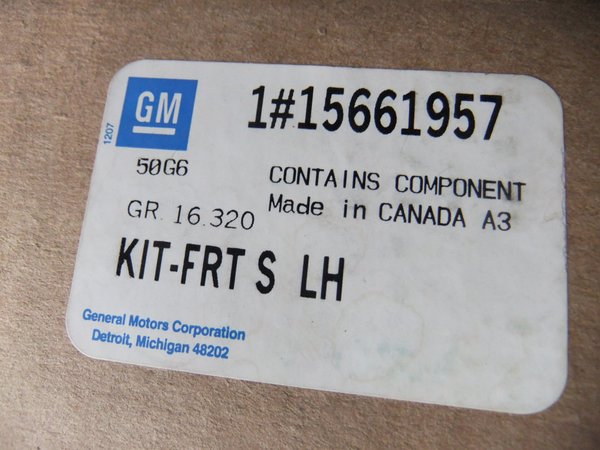 GM
1#15661957
1207
50G6
CONTAINS COMPONENT
Made in CANADA A3
GR. 16.320
KIT-FRT S LH
General Motors Corporation
Detroit, Michigan 48202